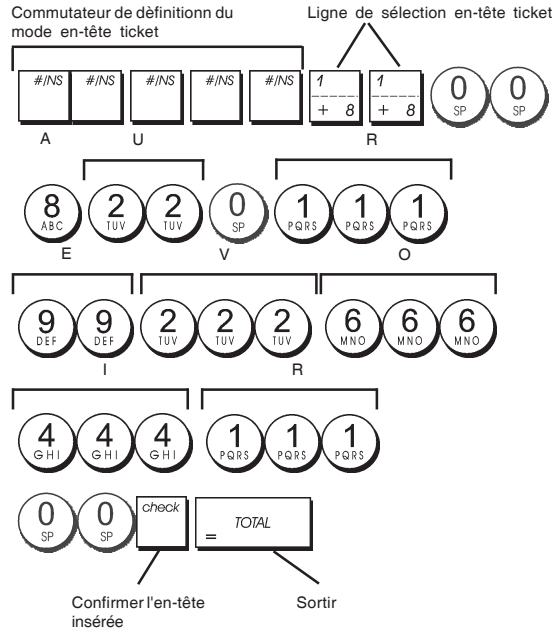 Commutateur de dèfinitionn du Ligne de sélection en-tête ticket
mode en-tête ticket
#/NS #/NS #/NS #/NS #/NS 1 + 8 1 + 8 0 SP 0 SP
A U R
8 ABC 2 TUV 2 TUV 0 SP 1 PQRS 1 PQRS 1 PQRS
E V O
9 DEF 9 DEF 2 TUV 2 TUV 2 TUV 6 MNO 6 MNO 6 MNO
I R
4 GHI 4 GHI 4 GHI 1 PQRS 1 PQRS 1 PQRS
0 SP 0 SP check = TOTAL
Confirmer l'en-tête Sortir
insérée